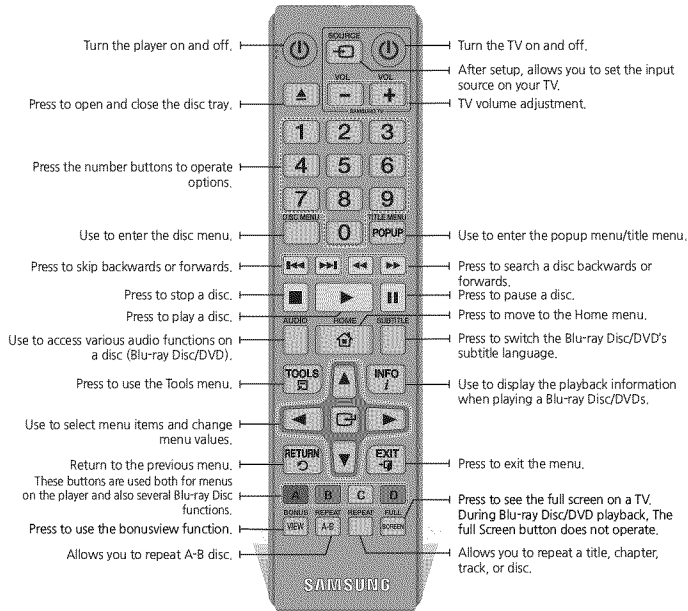 SOURCE
Turn the player on and off.
Turn the TV on and off.
After setup, allows you to set the input
source on your TV.
VOL
VOL
Press to open and close the disc tray.
TV volume adjustment.
SAMSUNG TV
1 2 3
Press the number buttons to operate
options.
4 5 6
7 8 9
DISC MENU
TITLE MENU
0
POPUP
Use to enter the disc menu.
Use to enter the popup menu/title menu.
Press to skip backwards or forwards.
Press to search a disc backwards or
forwards.
Press to stop a disc.
Press to pause a disc.
Press to play a disc.
Press to move to the Home menu.
AUDIO
HOME
SUBTITLE
Use to access various audio functions on
a disc (Blu-ray Disc/DVD).
Press to switch the Blu-ray Disc/DVD's
subtitle language.
TOOLS
INFO
i
Press to use the Tools menu.
Use to display the playback information
when playing a Blu-ray Disc/DVDs.
Use to select menu items and change
menu values.
RETURN
EXIT
Return to the previous menu.
Press to exit the menu.
These buttons are used both for menus
on the player and also several Blu-ray Disc
functions.
A B C D
Press to see the full screen on a TV.
During Blu-ray Disc/DVD playback, The
full Screen button does not operate.
BONUS
REPEAT
REPEAT
FULL
VIEW
A-B
SCREEN
Press to use the bonusview function.
Allows you to repeat A-B disc.
Allows you to repeat a title, chapter,
track, or disc.
SAMSUNG